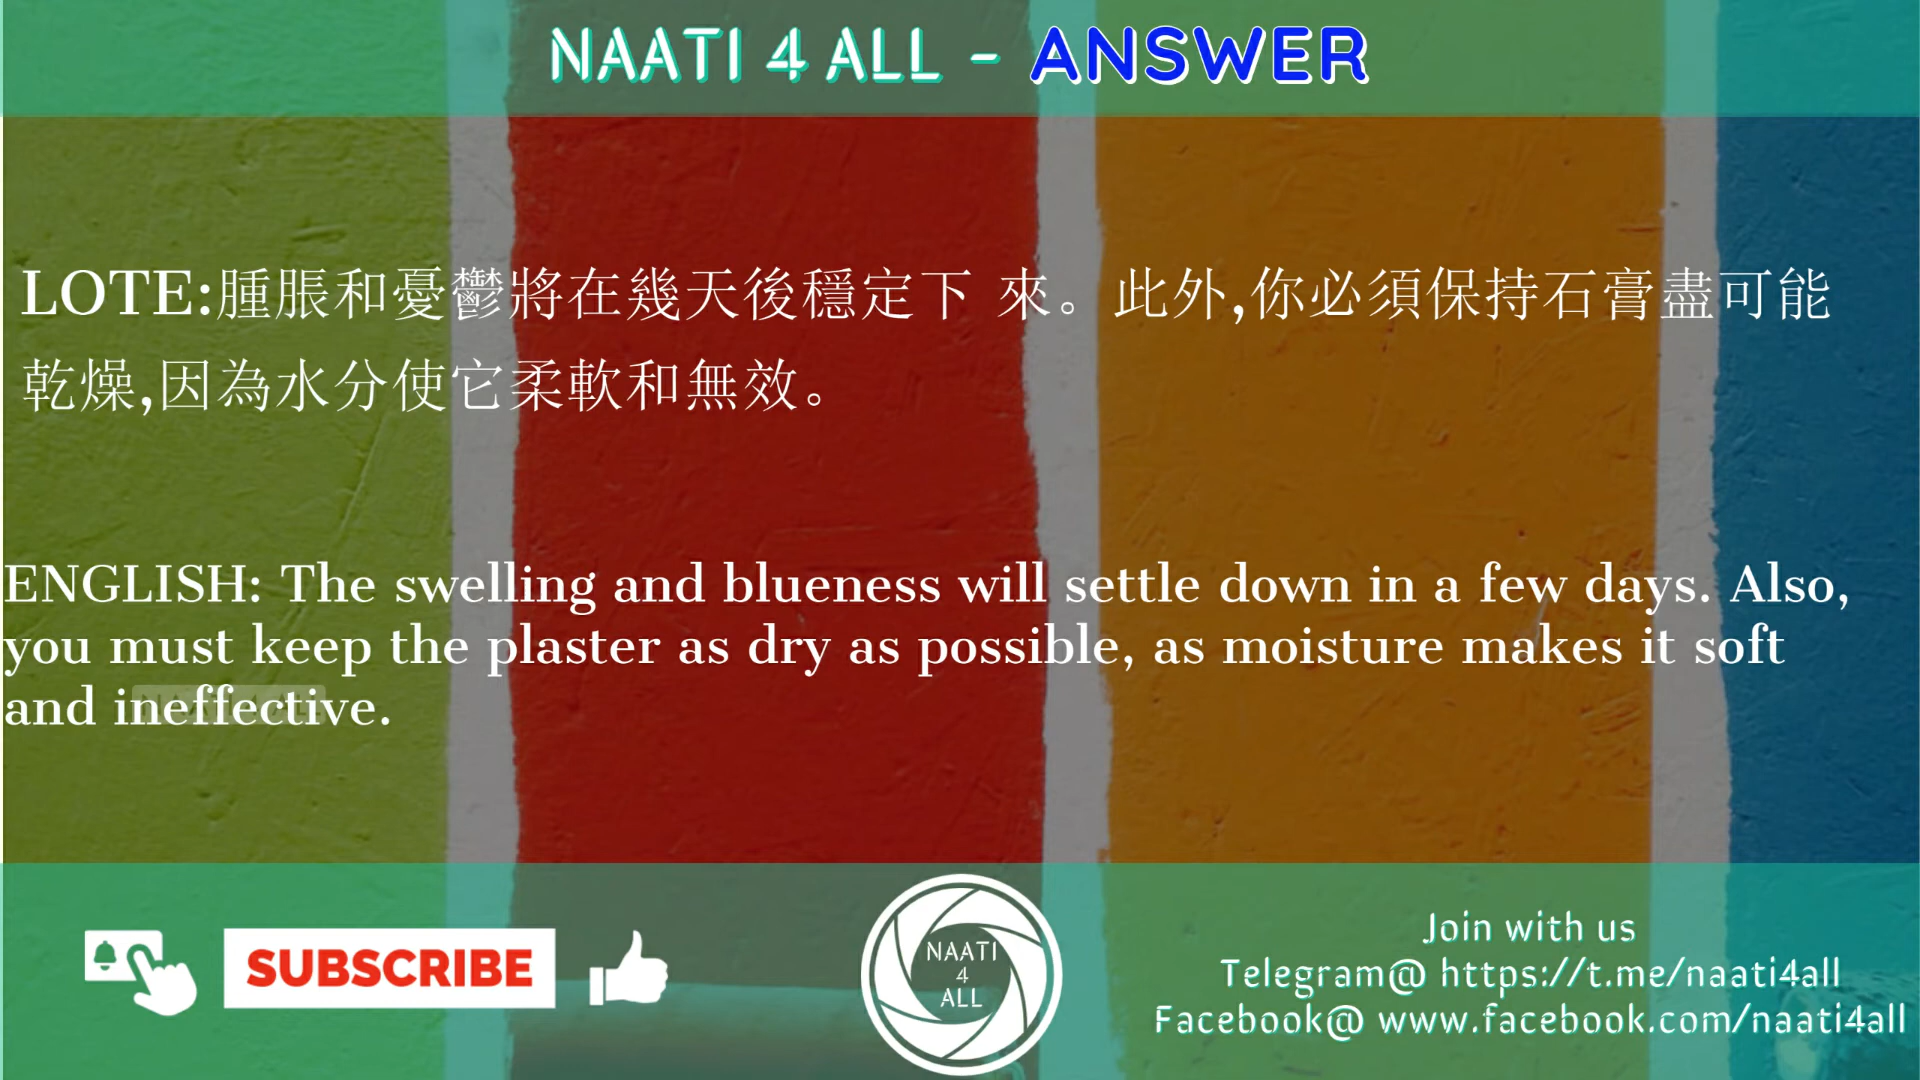 NAATI 4 ALL - ANSWER
LOTE:腫脹和憂鬱將在幾天後穩定下 來。此外,你必須保持石膏盡可能
乾燥,因為水分使它柔軟和無效。
ENGLISH: The swelling and blueness will settle down in a few days. Also,
you must keep the plaster as dry as possible, as moisture makes it soft
and ineffective.
NAATI 4 ALL
SUBSCRIBE
NAATI
4
ALL
Join with us
Telegram@ https://t.me/naati4all
Facebook@ www.facebook.com/naati4all